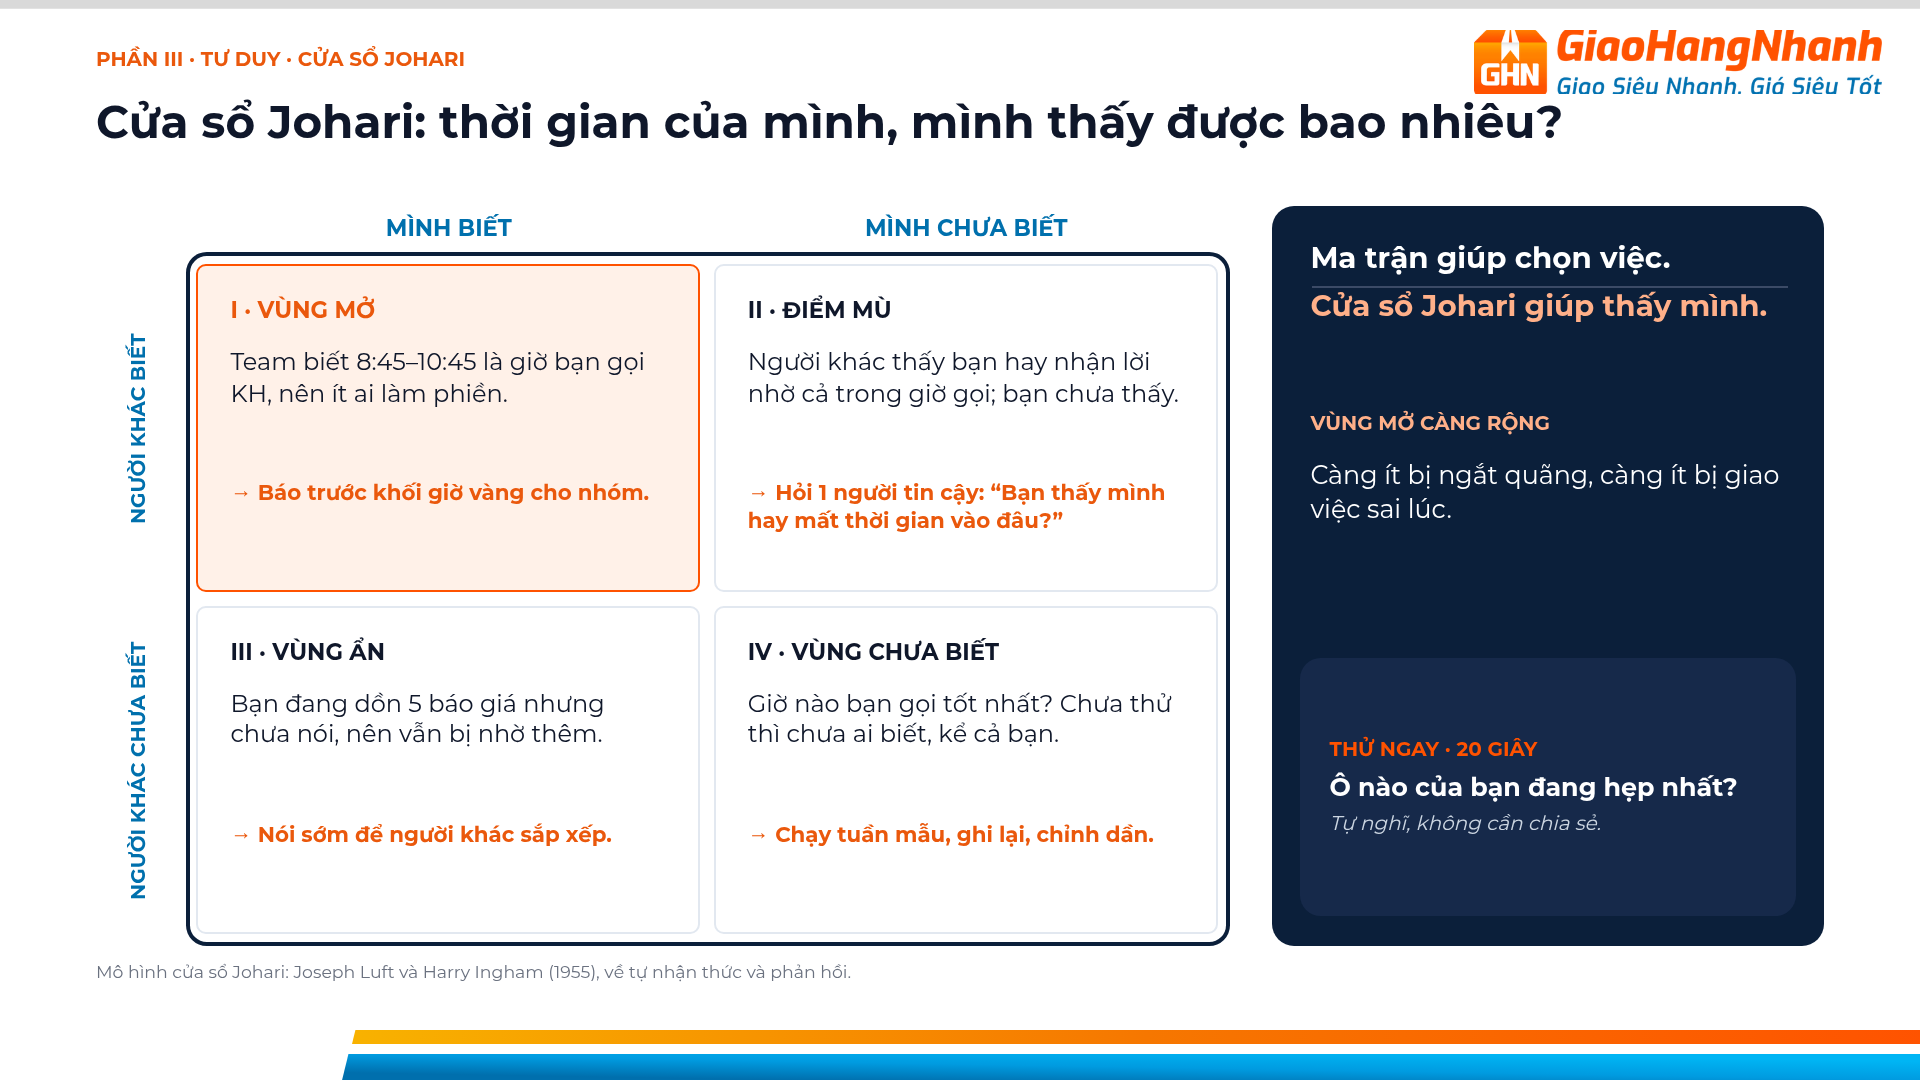 PHẦN III · TƯ DUY · CỬA SỔ JOHARI
GHN
GiaoHangNhanh
Giao Siêu Nhanh. Giá Siêu Tốt
Cửa sổ Johari: thời gian của mình, mình thấy được bao nhiêu?
MÌNH BIẾT
MÌNH CHƯA BIẾT
NGƯỜI KHÁC BIẾT
I · VÙNG MỞ
Team biết 8:45–10:45 là giờ bạn gọi
KH, nên ít ai làm phiền.
→ Báo trước khối giờ vàng cho nhóm.
II · ĐIỂM MÙ
Người khác thấy bạn hay nhận lời
nhờ cả trong giờ gọi; bạn chưa thấy.
→ Hỏi 1 người tin cậy: “Bạn thấy mình
hay mất thời gian vào đâu?”
NGƯỜI KHÁC CHƯA BIẾT
III · VÙNG ẨN
Bạn đang dồn 5 báo giá nhưng
chưa nói, nên vẫn bị nhờ thêm.
→ Nói sớm để người khác sắp xếp.
IV · VÙNG CHƯA BIẾT
Giờ nào bạn gọi tốt nhất? Chưa thử
thì chưa ai biết, kể cả bạn.
→ Chạy tuần mẫu, ghi lại, chỉnh dần.
Ma trận giúp chọn việc.
Cửa sổ Johari giúp thấy mình.
VÙNG MỞ CÀNG RỘNG
Càng ít bị ngắt quãng, càng ít bị giao
việc sai lúc.
THỬ NGAY · 20 GIÂY
Ô nào của bạn đang hẹp nhất?
Tự nghĩ, không cần chia sẻ.
Mô hình cửa sổ Johari: Joseph Luft và Harry Ingham (1955), về tự nhận thức và phản hồi.